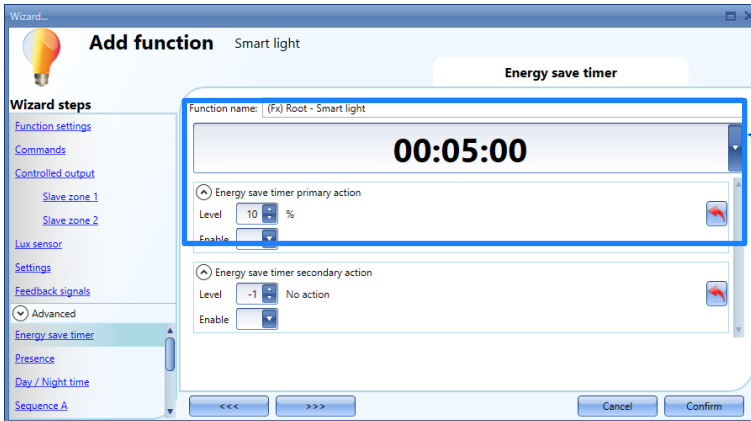 Wizard...
Add function Smart light
Energy save timer
Wizard steps
Function settings
Commands
Controlled output
Slave zone 1
Slave zone 2
Lux sensor
Settings
Feedback signals
Advanced
Energy save timer
Presence
Day / Night time
Sequence A
Function name: (Fx) Root - Smart light
00:05:00
Energy save timer primary action
Level 10 %
Enable
Energy save timer secondary action
Level -1 No action
Enable
<<< >>> Cancel Confirm